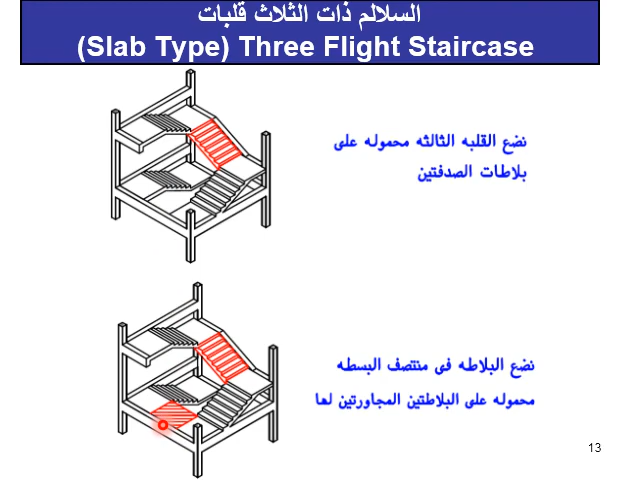 السلالم ذات الثلاث قلبات
(Slab Type) Three Flight Staircase
نضع القلبه الثالثه محموله على
بلاطات الصدفتين
نضع البلاطه فى منتصف البسطه
محموله على البلاطتين المجاورتين لها
13